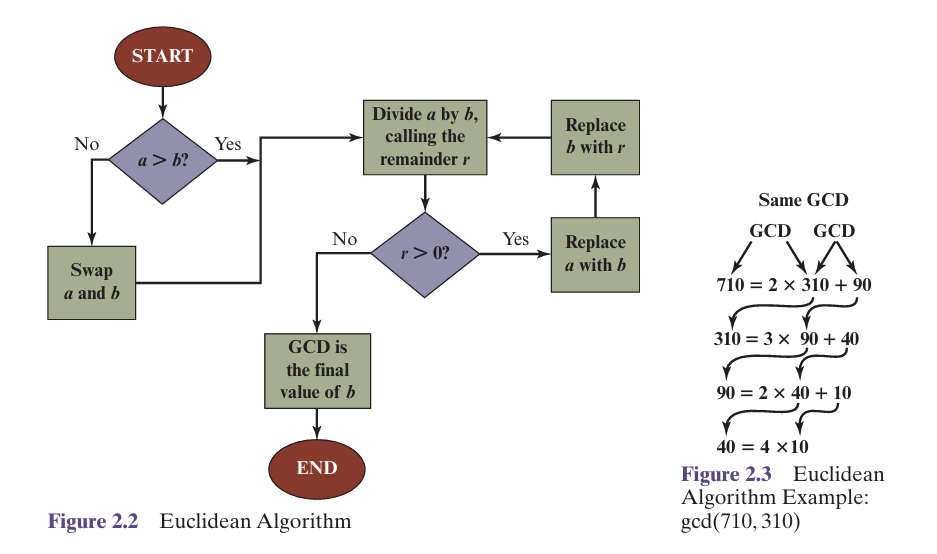 START
No
a > b?
Yes
Swap
a and b
Divide a by b,
calling the
remainder r
Replace
b with r
No
r > 0?
Yes
Replace
a with b
GCD is
the final
value of b
END
Figure 2.2 Euclidean Algorithm
Same GCD
GCD GCD
710 = 2 × 310 + 90
310 = 3 × 90 + 40
90 = 2 × 40 + 10
40 = 4 ×10
Figure 2.3 Euclidean
Algorithm Example:
gcd(710, 310)